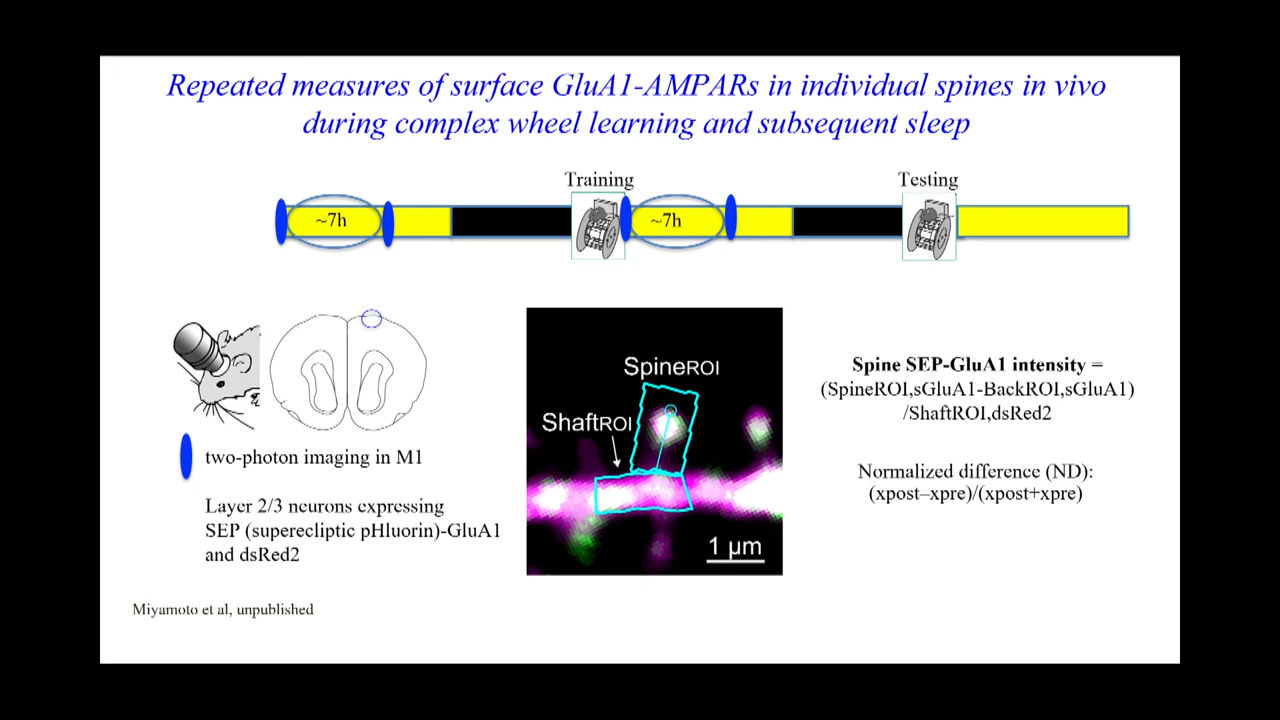 Repeated measures of surface GluA1-AMPARs in individual spines in vivo
during complex wheel learning and subsequent sleep
Training
Testing
~7h
~7h
SpineROI
ShaftROI
1 µm
Spine SEP-GluA1 intensity =
(SpineROI,sGluA1-BackROI,sGluA1)
/ShaftROI,dsRed2
Normalized difference (ND):
(xpost–xpre)/(xpost+xpre)
two-photon imaging in M1
Layer 2/3 neurons expressing
SEP (superecliptic pHluorin)-GluA1
and dsRed2
Miyamoto et al, unpublished